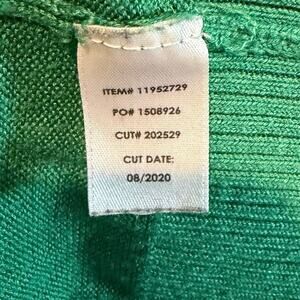 ITEM# 11952729
PO# 1508926
CUT# 202529
CUT DATE:
08/2020